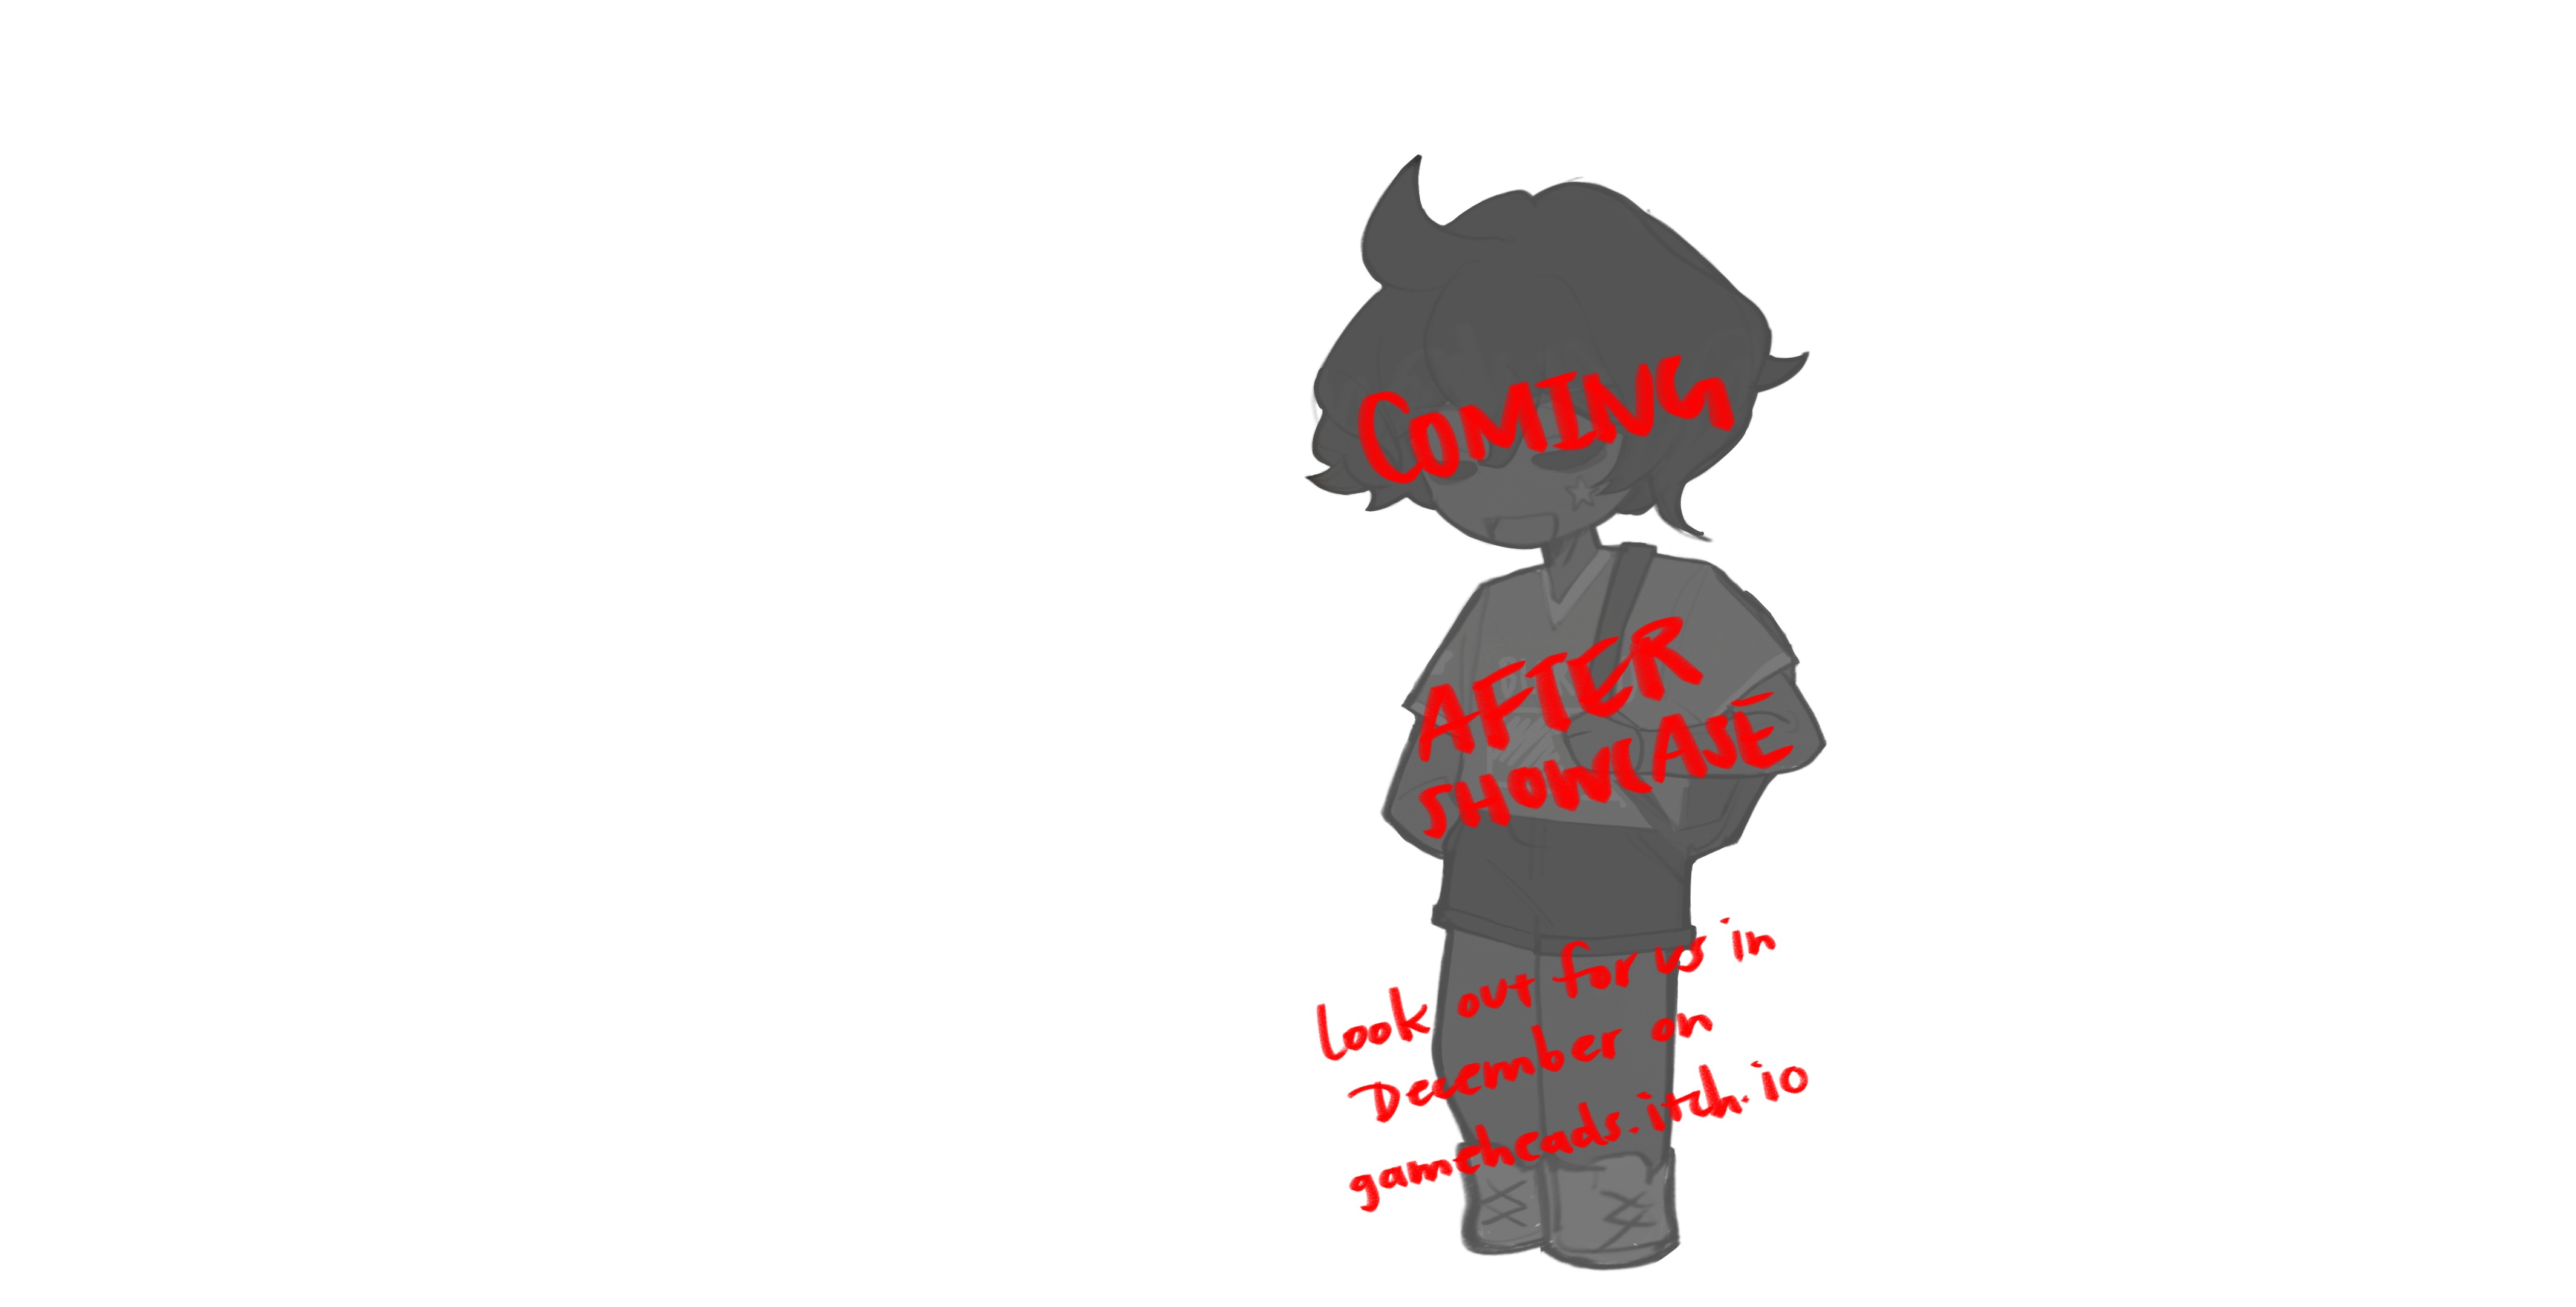 COMING
AFTER
SHOWCASE
look out for us in
December on
gameheads.itch.io